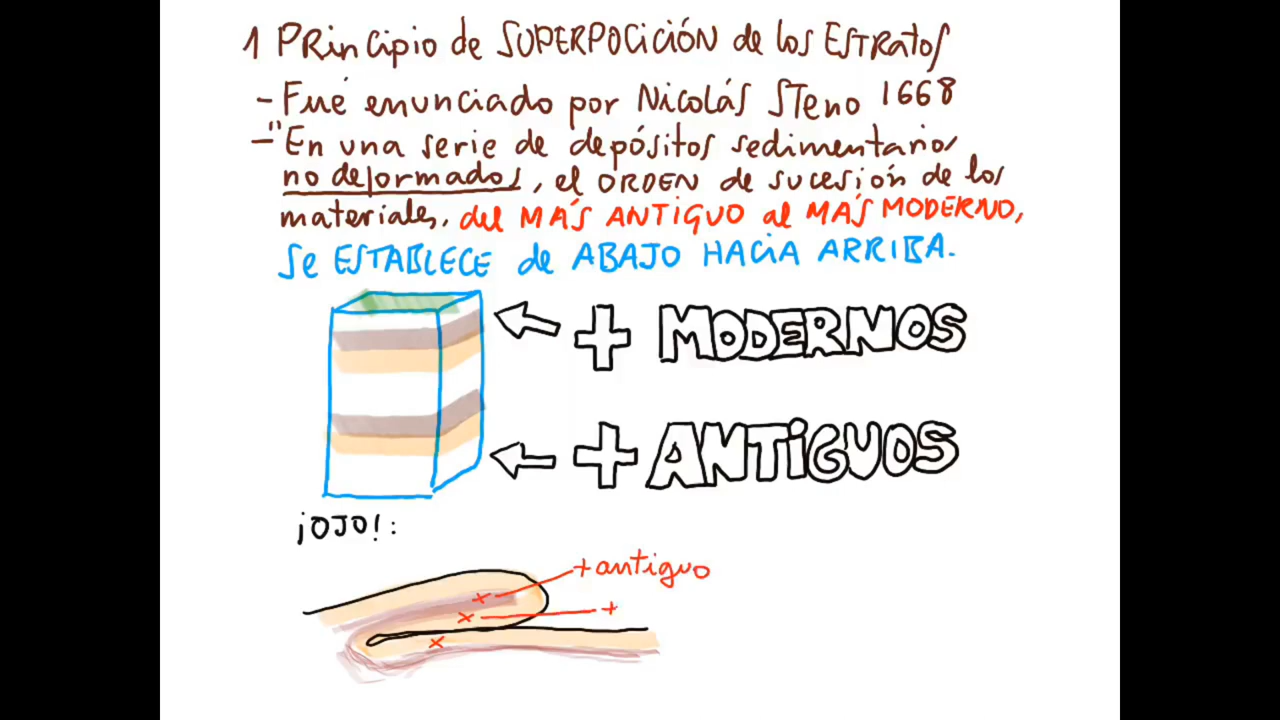 1 PRincipio de SUPERPOCICIÓN de los ESTRATOS
- Fué enunciado por Nicolás STeno 1668
- "En una serie de depósitos sedimentarios
no deformados, el ORDEN de sucesión de los
materiales, del MÁS ANTIGUO al MÁS MODERNO,
Se ESTABLECE de ABAJO HACIA ARRIBA.
+ MODERNOS
+ ANTIGUOS
¡OJO!:
+antiguo
+